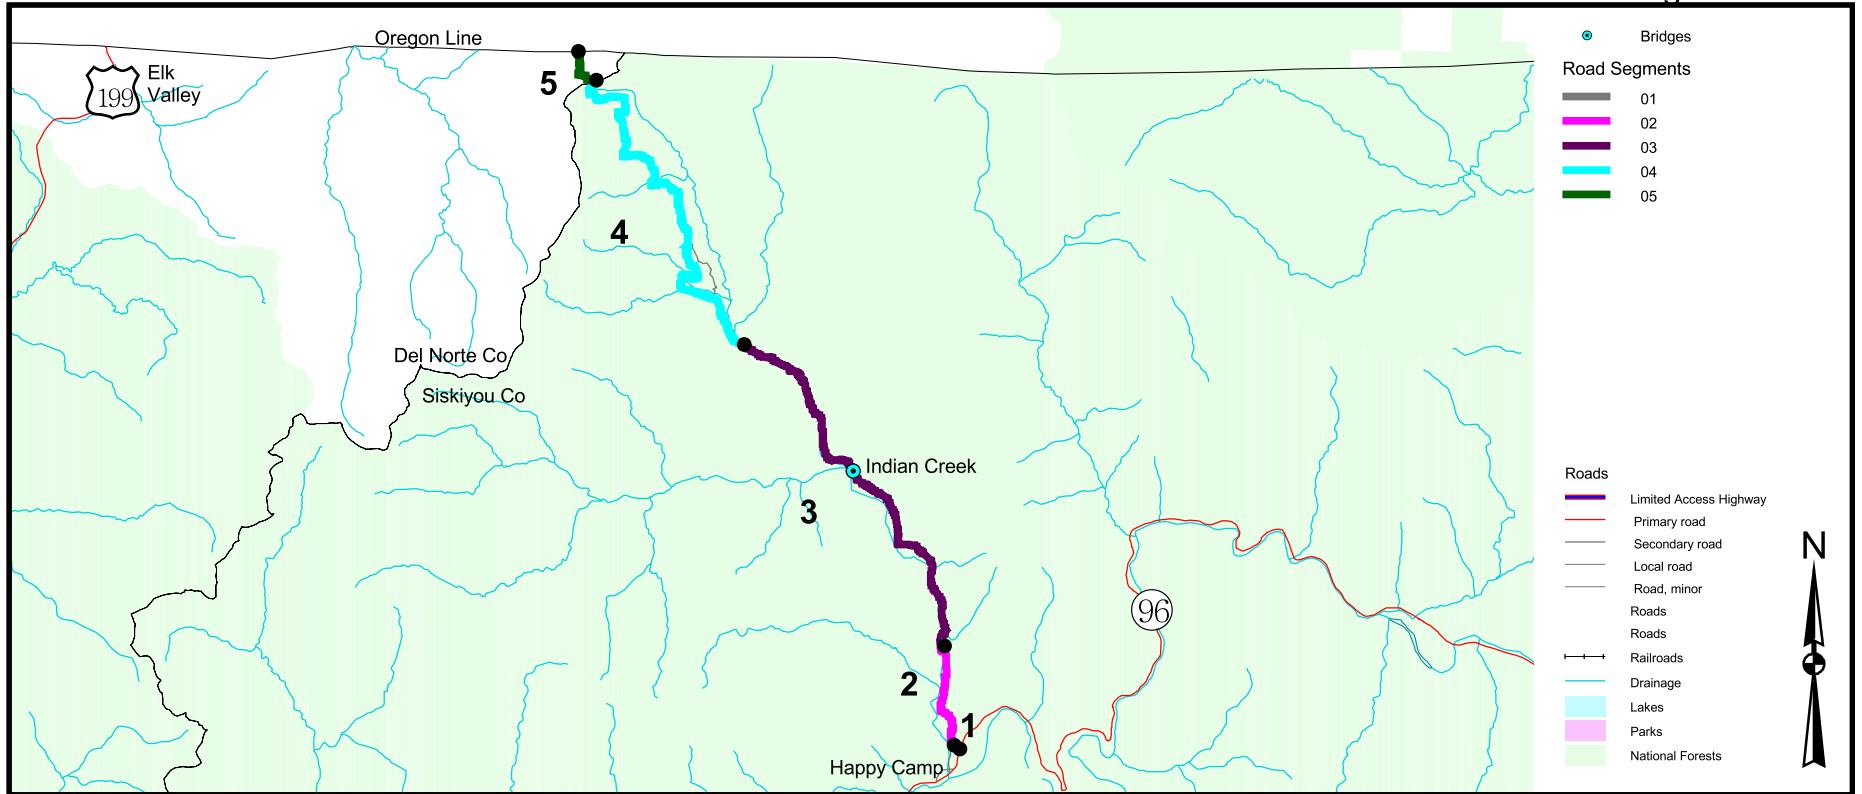 Oregon Line
Elk
Valley
199
5
4
Del Norte Co
Siskiyou Co
Indian Creek
3
96
2
1
Happy Camp
Bridges
Road Segments
01
02
03
04
05
Roads
Limited Access Highway
Primary road
Secondary road
Local road
Road, minor
Roads
Roads
Railroads
Drainage
Lakes
Parks
National Forests
N